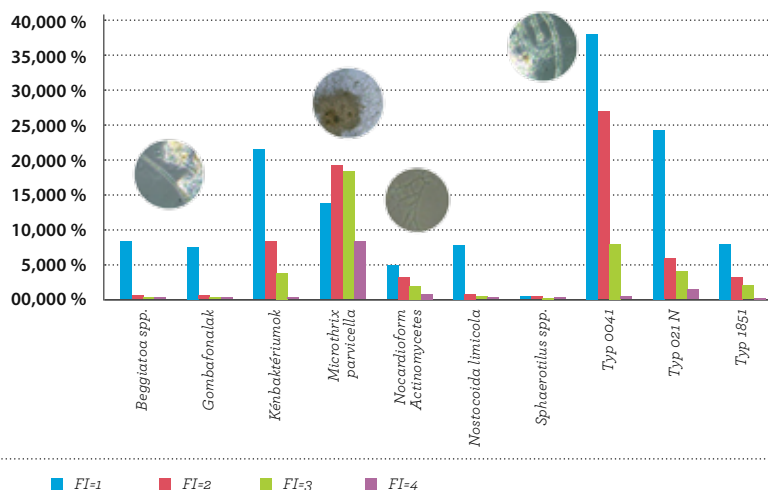 40,000 %
35,000 %
30,000 %
25,000 %
20,000 %
15,000 %
10,000 %
5,000 %
00,000 %
Beggiatoa spp.
Gombafonalak
Kénbaktériumok
Microthrix
parvicella
Nocardioform
Actinomycetes
Nostocoida limicola
Sphaerotilus spp.
Typ 0041
Typ 021 N
Typ 1851
FI=1
FI=2
FI=3
FI=4